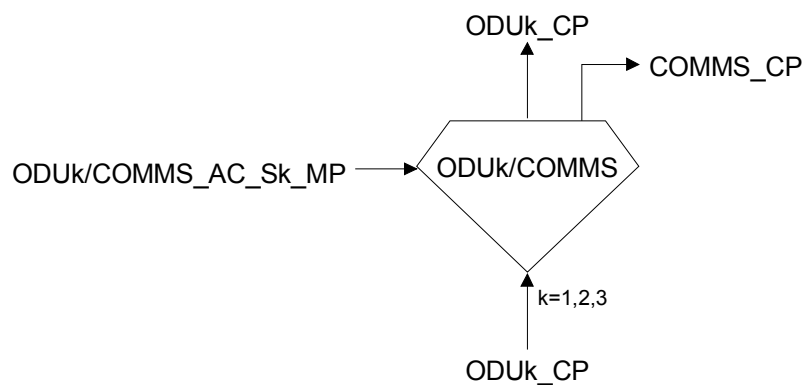 ODUk_CP
COMMS_CP
ODUk/COMMS_AC_Sk_MP
ODUk/COMMS
k=1,2,3
ODUk_CP